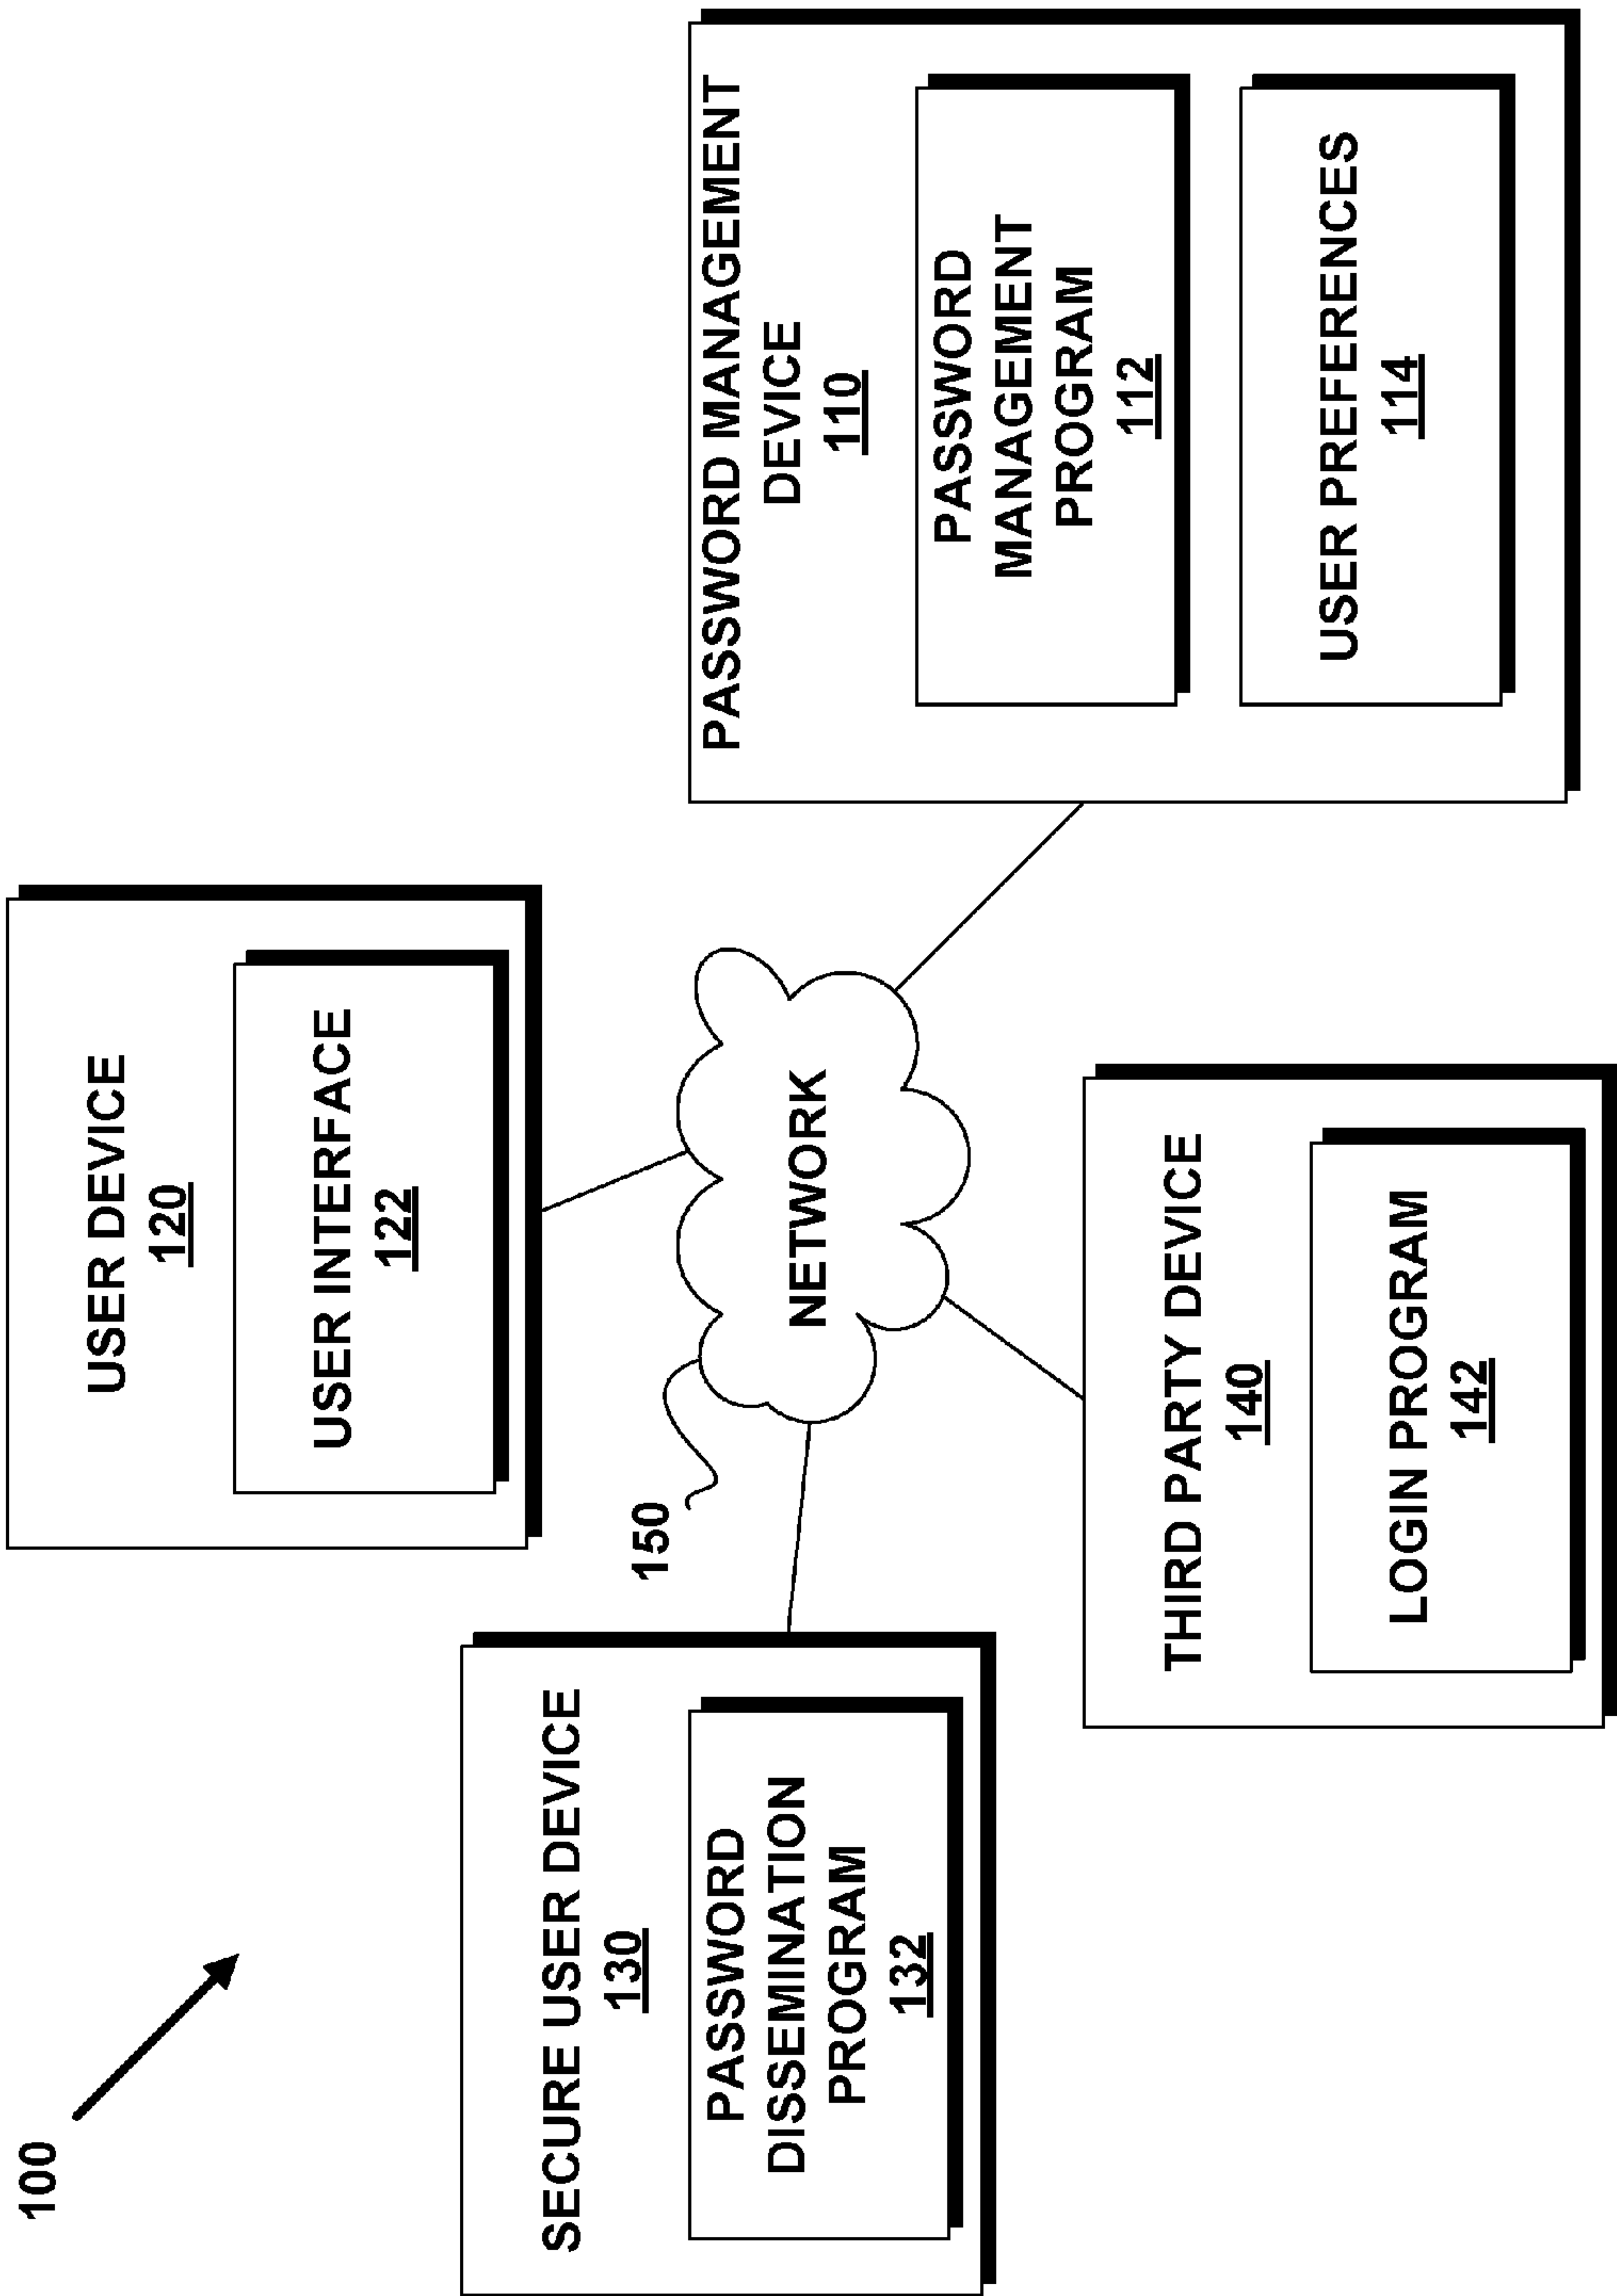 100
USER DEVICE
120
USER INTERFACE
122
SECURE USER DEVICE
130
PASSWORD
DISSEMINATION
PROGRAM
132
150
NETWORK
PASSWORD MANAGEMENT
DEVICE
110
PASSWORD
MANAGEMENT
PROGRAM
112
USER PREFERENCES
114
THIRD PARTY DEVICE
140
LOGIN PROGRAM
142